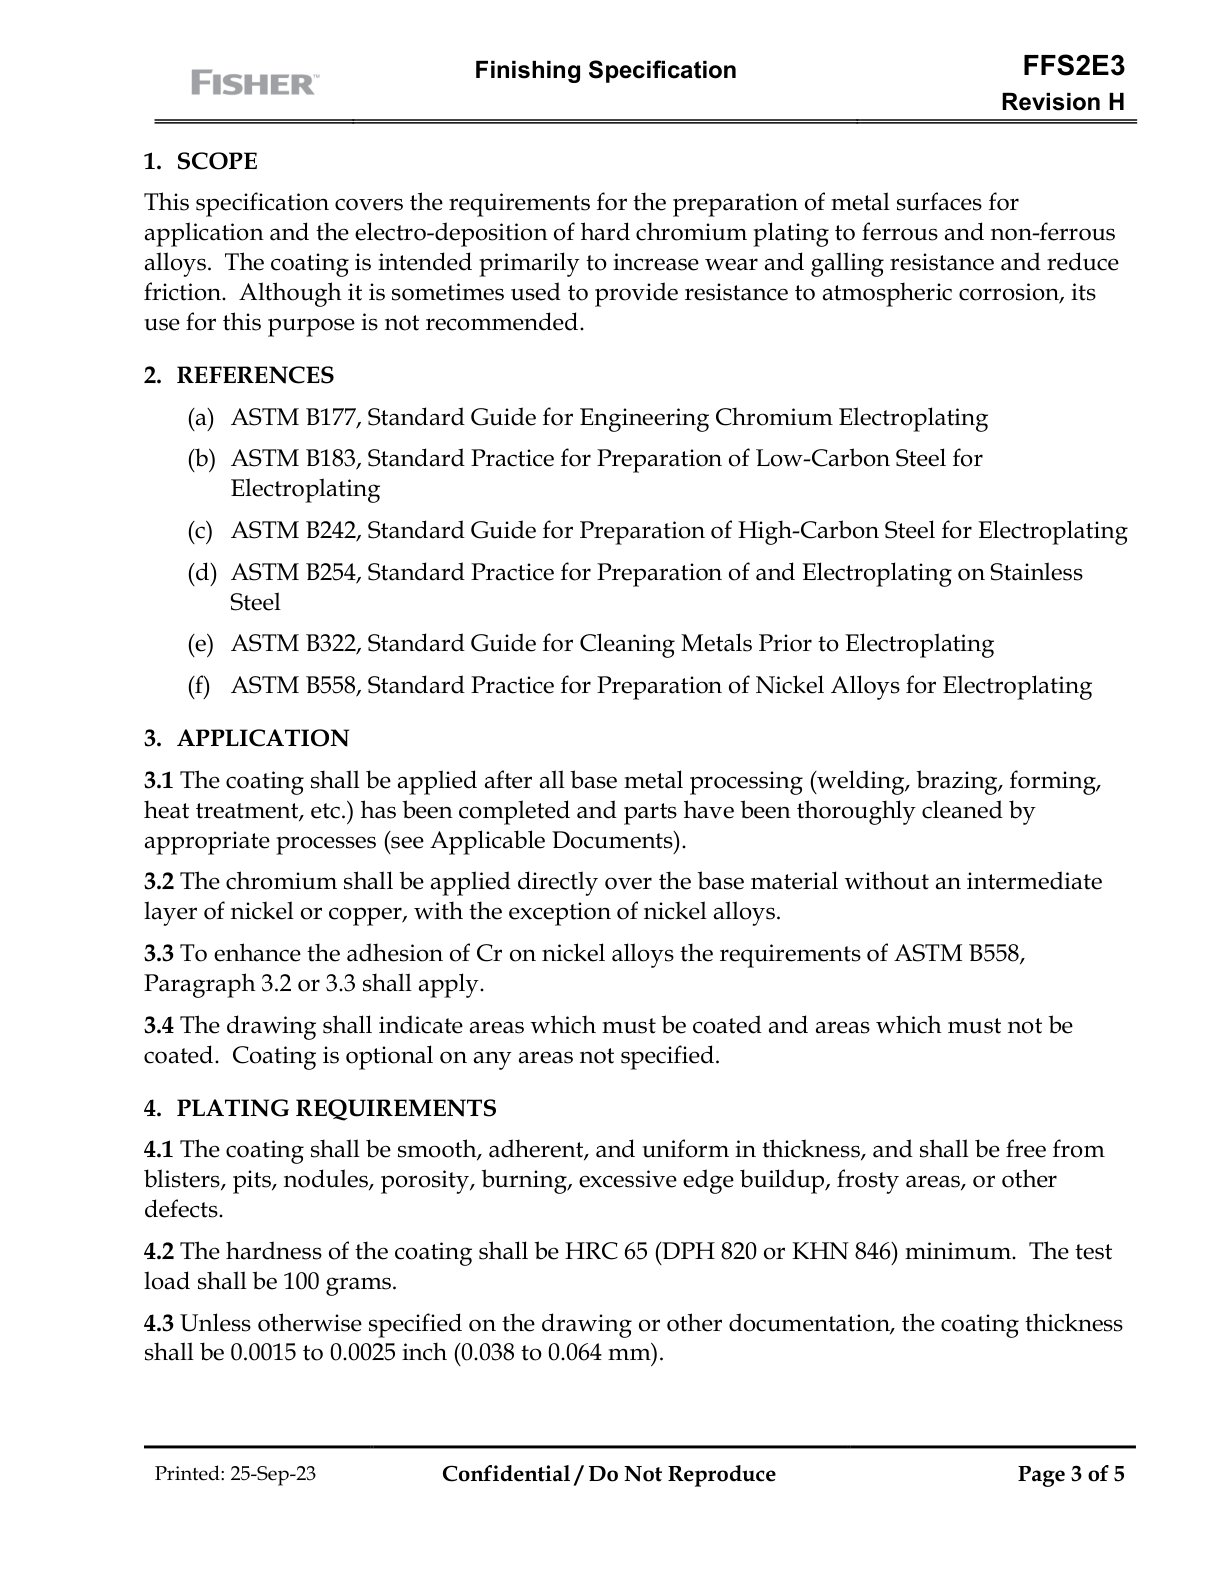 FISHER™
Finishing Specification
FFS2E3
Revision H
1. SCOPE
This specification covers the requirements for the preparation of metal surfaces for
application and the electro-deposition of hard chromium plating to ferrous and non-ferrous
alloys. The coating is intended primarily to increase wear and galling resistance and reduce
friction. Although it is sometimes used to provide resistance to atmospheric corrosion, its
use for this purpose is not recommended.
2. REFERENCES
(a) ASTM B177, Standard Guide for Engineering Chromium Electroplating
(b) ASTM B183, Standard Practice for Preparation of Low-Carbon Steel for
Electroplating
(c) ASTM B242, Standard Guide for Preparation of High-Carbon Steel for Electroplating
(d) ASTM B254, Standard Practice for Preparation of and Electroplating on Stainless
Steel
(e) ASTM B322, Standard Guide for Cleaning Metals Prior to Electroplating
(f) ASTM B558, Standard Practice for Preparation of Nickel Alloys for Electroplating
3. APPLICATION
3.1 The coating shall be applied after all base metal processing (welding, brazing, forming,
heat treatment, etc.) has been completed and parts have been thoroughly cleaned by
appropriate processes (see Applicable Documents).
3.2 The chromium shall be applied directly over the base material without an intermediate
layer of nickel or copper, with the exception of nickel alloys.
3.3 To enhance the adhesion of Cr on nickel alloys the requirements of ASTM B558,
Paragraph 3.2 or 3.3 shall apply.
3.4 The drawing shall indicate areas which must be coated and areas which must not be
coated. Coating is optional on any areas not specified.
4. PLATING REQUIREMENTS
4.1 The coating shall be smooth, adherent, and uniform in thickness, and shall be free from
blisters, pits, nodules, porosity, burning, excessive edge buildup, frosty areas, or other
defects.
4.2 The hardness of the coating shall be HRC 65 (DPH 820 or KHN 846) minimum. The test
load shall be 100 grams.
4.3 Unless otherwise specified on the drawing or other documentation, the coating thickness
shall be 0.0015 to 0.0025 inch (0.038 to 0.064 mm).
Printed: 25-Sep-23
Confidential / Do Not Reproduce
Page 3 of 5